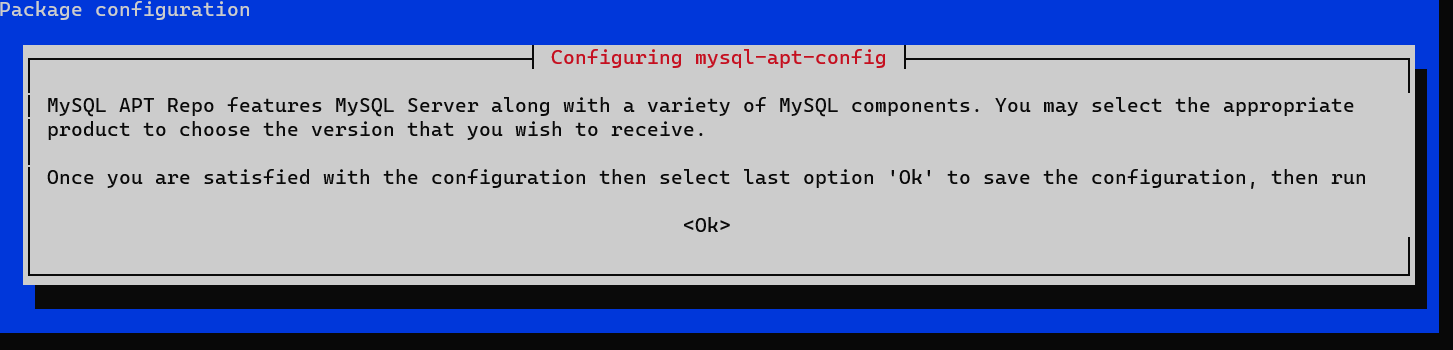 Package configuration
Configuring mysql-apt-config
MySQL APT Repo features MySQL Server along with a variety of MySQL components. You may select the appropriate
product to choose the version that you wish to receive.
Once you are satisfied with the configuration then select last option 'Ok' to save the configuration, then run
<Ok>